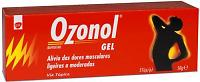 Ozonol
GEL
Alívio das dores musculares
ligeiras a moderadas
Via Tópica
50g